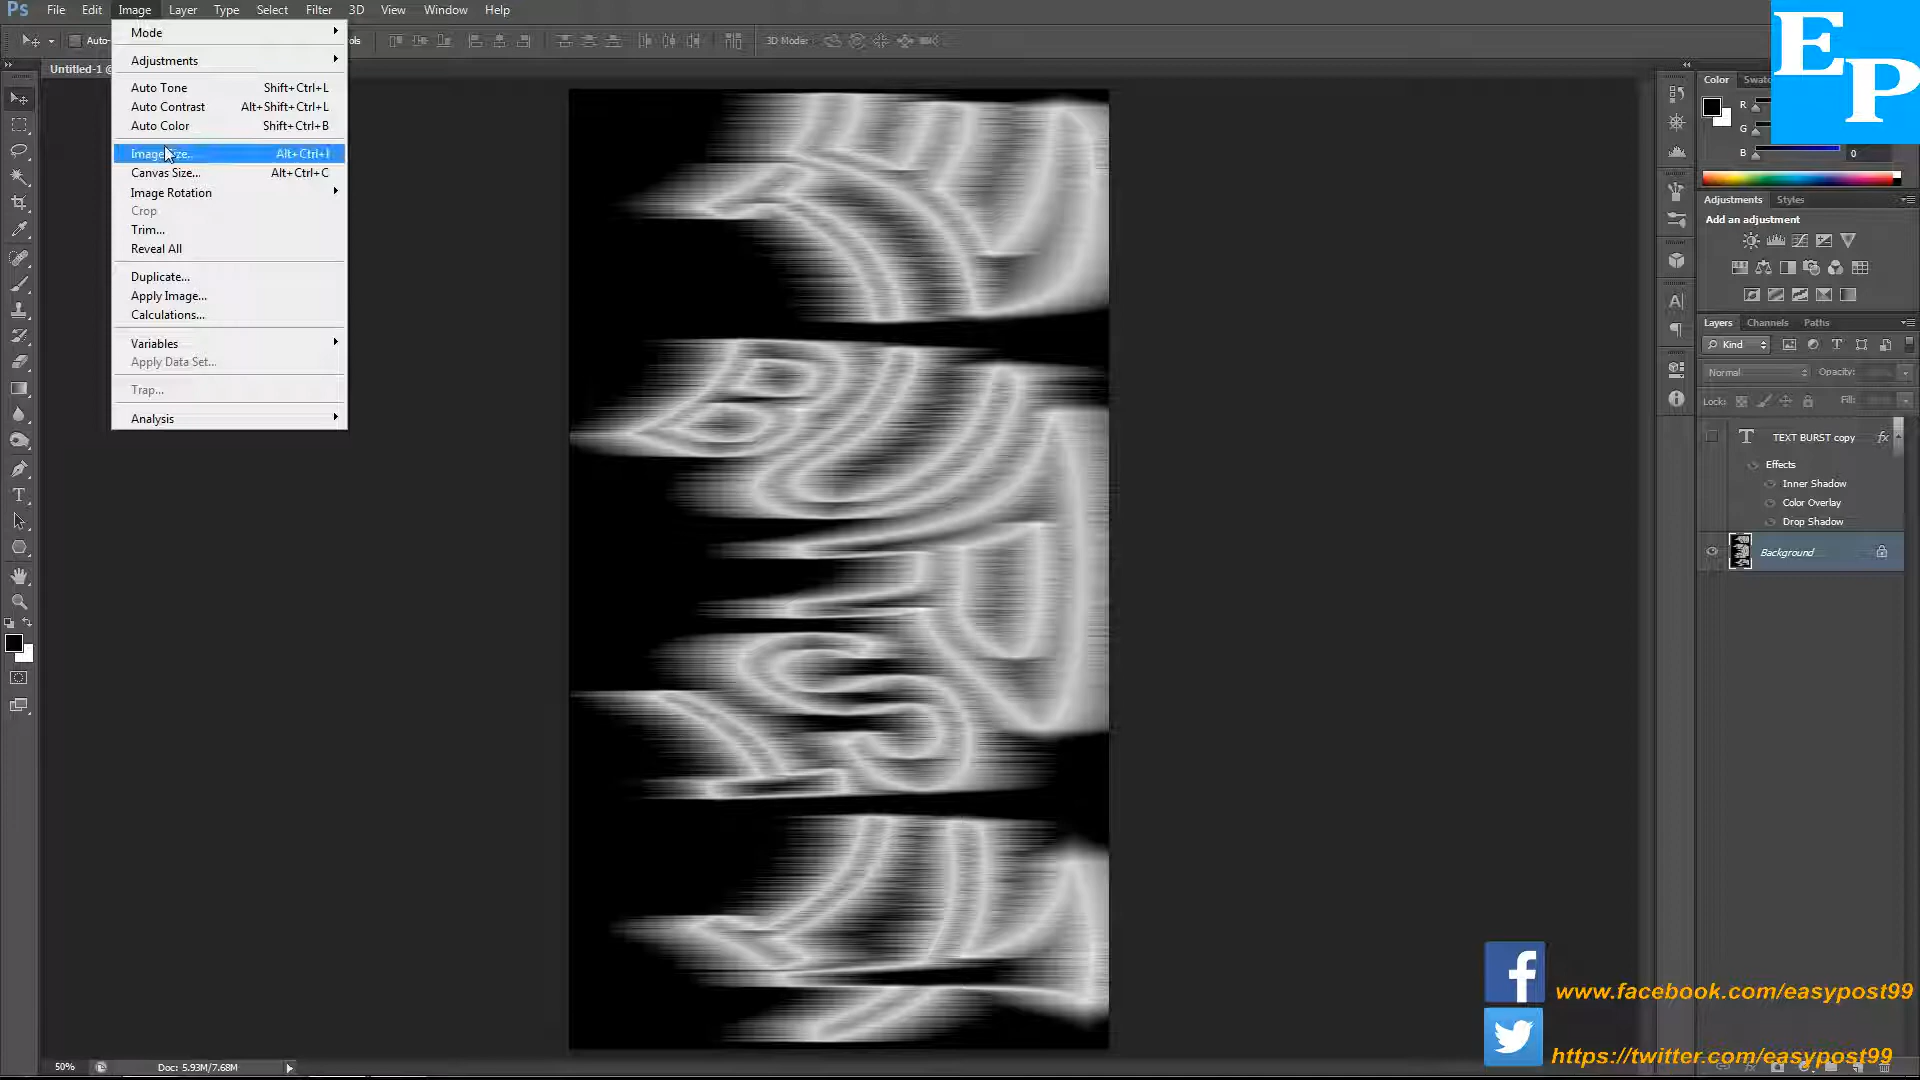 Ps File Edit Image Layer Type Select Filter 3D View Window Help
Auto-
3D Mode:
Untitled-1 @
Mode
Adjustments
Auto Tone Shift+Ctrl+L
Auto Contrast Alt+Shift+Ctrl+L
Auto Color Shift+Ctrl+B
Image Size... Alt+Ctrl+I
Canvas Size... Alt+Ctrl+C
Image Rotation
Crop
Trim...
Reveal All
Duplicate...
Apply Image...
Calculations...
Variables
Apply Data Set...
Trap...
Analysis
EP
Color
R
G
B 0
Adjustments Styles
Add an adjustment
Layers Channels Paths
Kind
Normal Opacity:
Lock: Fill:
TEXT BURST copy fx
Effects
Inner Shadow
Color Overlay
Drop Shadow
Background
50% Doc: 5.93M/7.68M
www.facebook.com/easypost99
https://twitter.com/easypost99